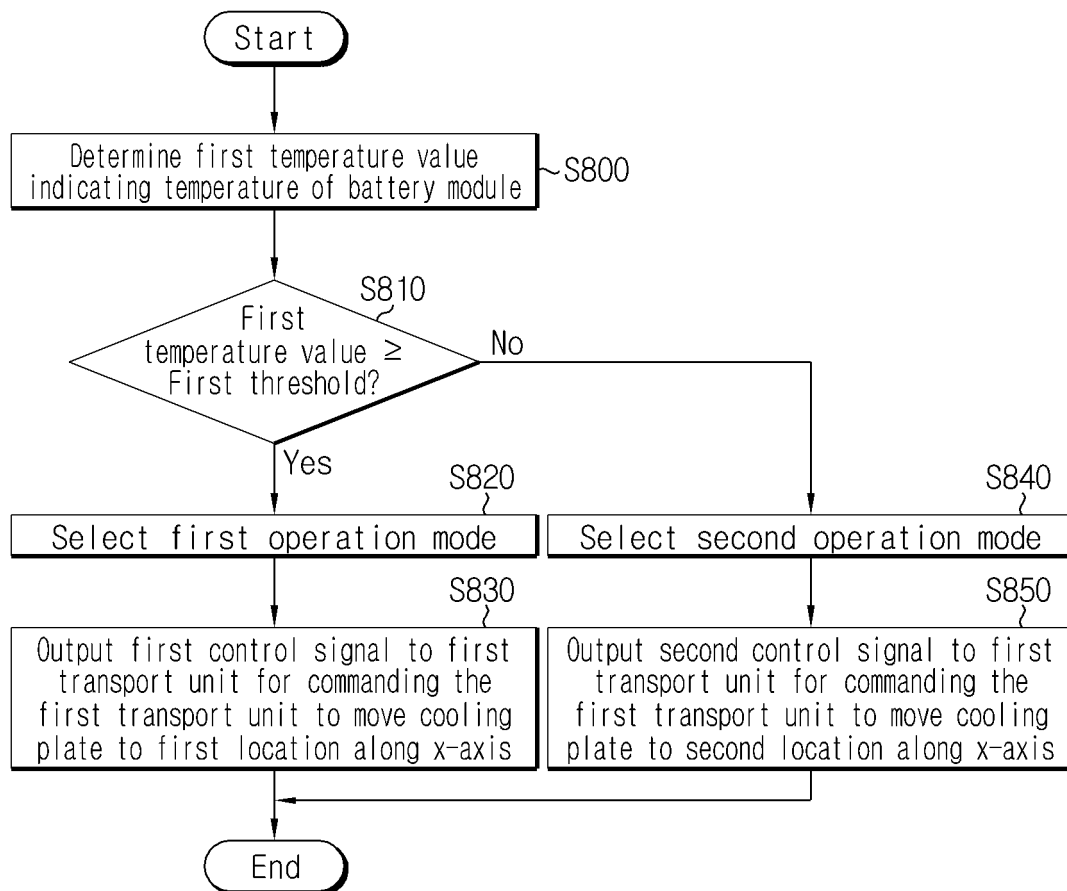 Start
Determine first temperature value
indicating temperature of battery module
S800
S810
First
temperature value ≥
First threshold?
No
Yes
S820
Select first operation mode
S840
Select second operation mode
S830
Output first control signal to first
transport unit for commanding the
first transport unit to move cooling
plate to first location along x-axis
S850
Output second control signal to first
transport unit for commanding the
first transport unit to move cooling
plate to second location along x-axis
End